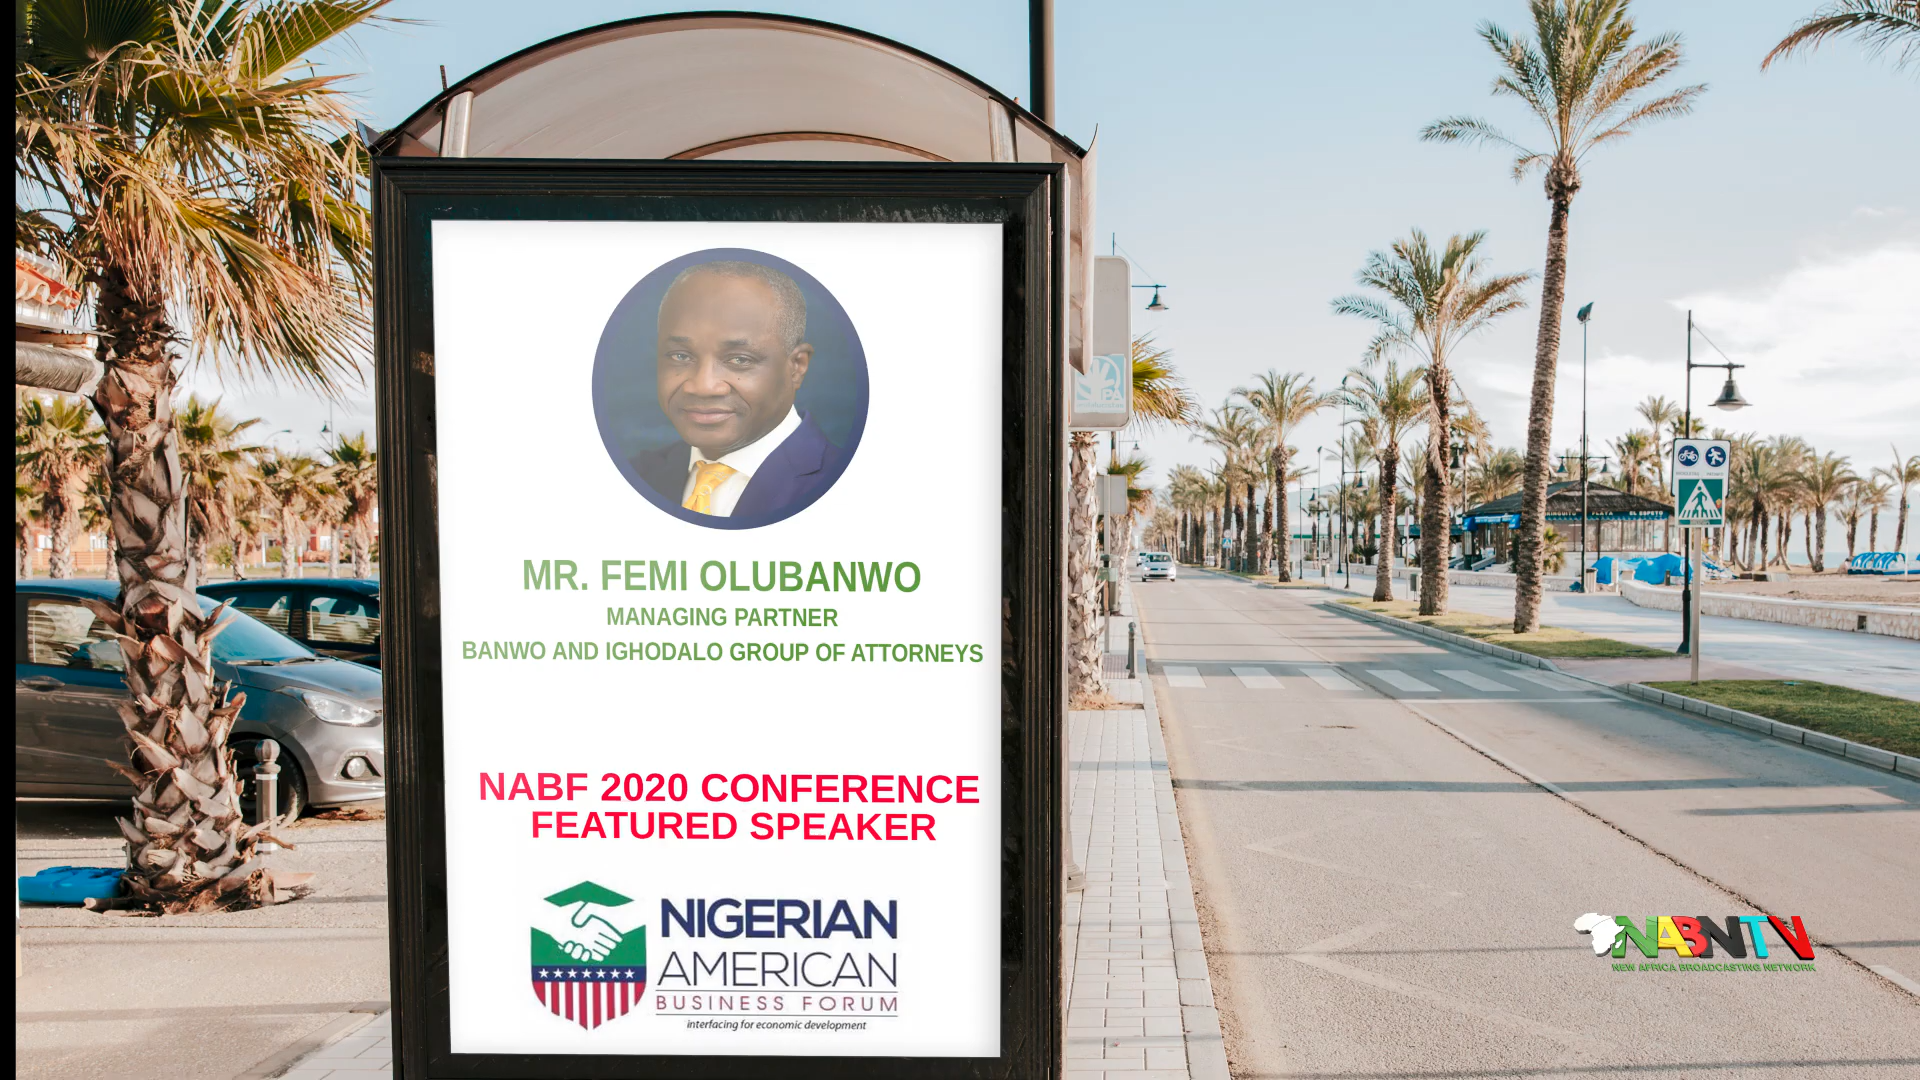 MR. FEMI OLUBANWO
MANAGING PARTNER
BANWO AND IGHODALO GROUP OF ATTORNEYS
NABF 2020 CONFERENCE
FEATURED SPEAKER
NIGERIAN
AMERICAN
BUSINESS FORUM
interfacing for economic development
NABNTV
NEW AFRICA BROADCASTING NETWORK